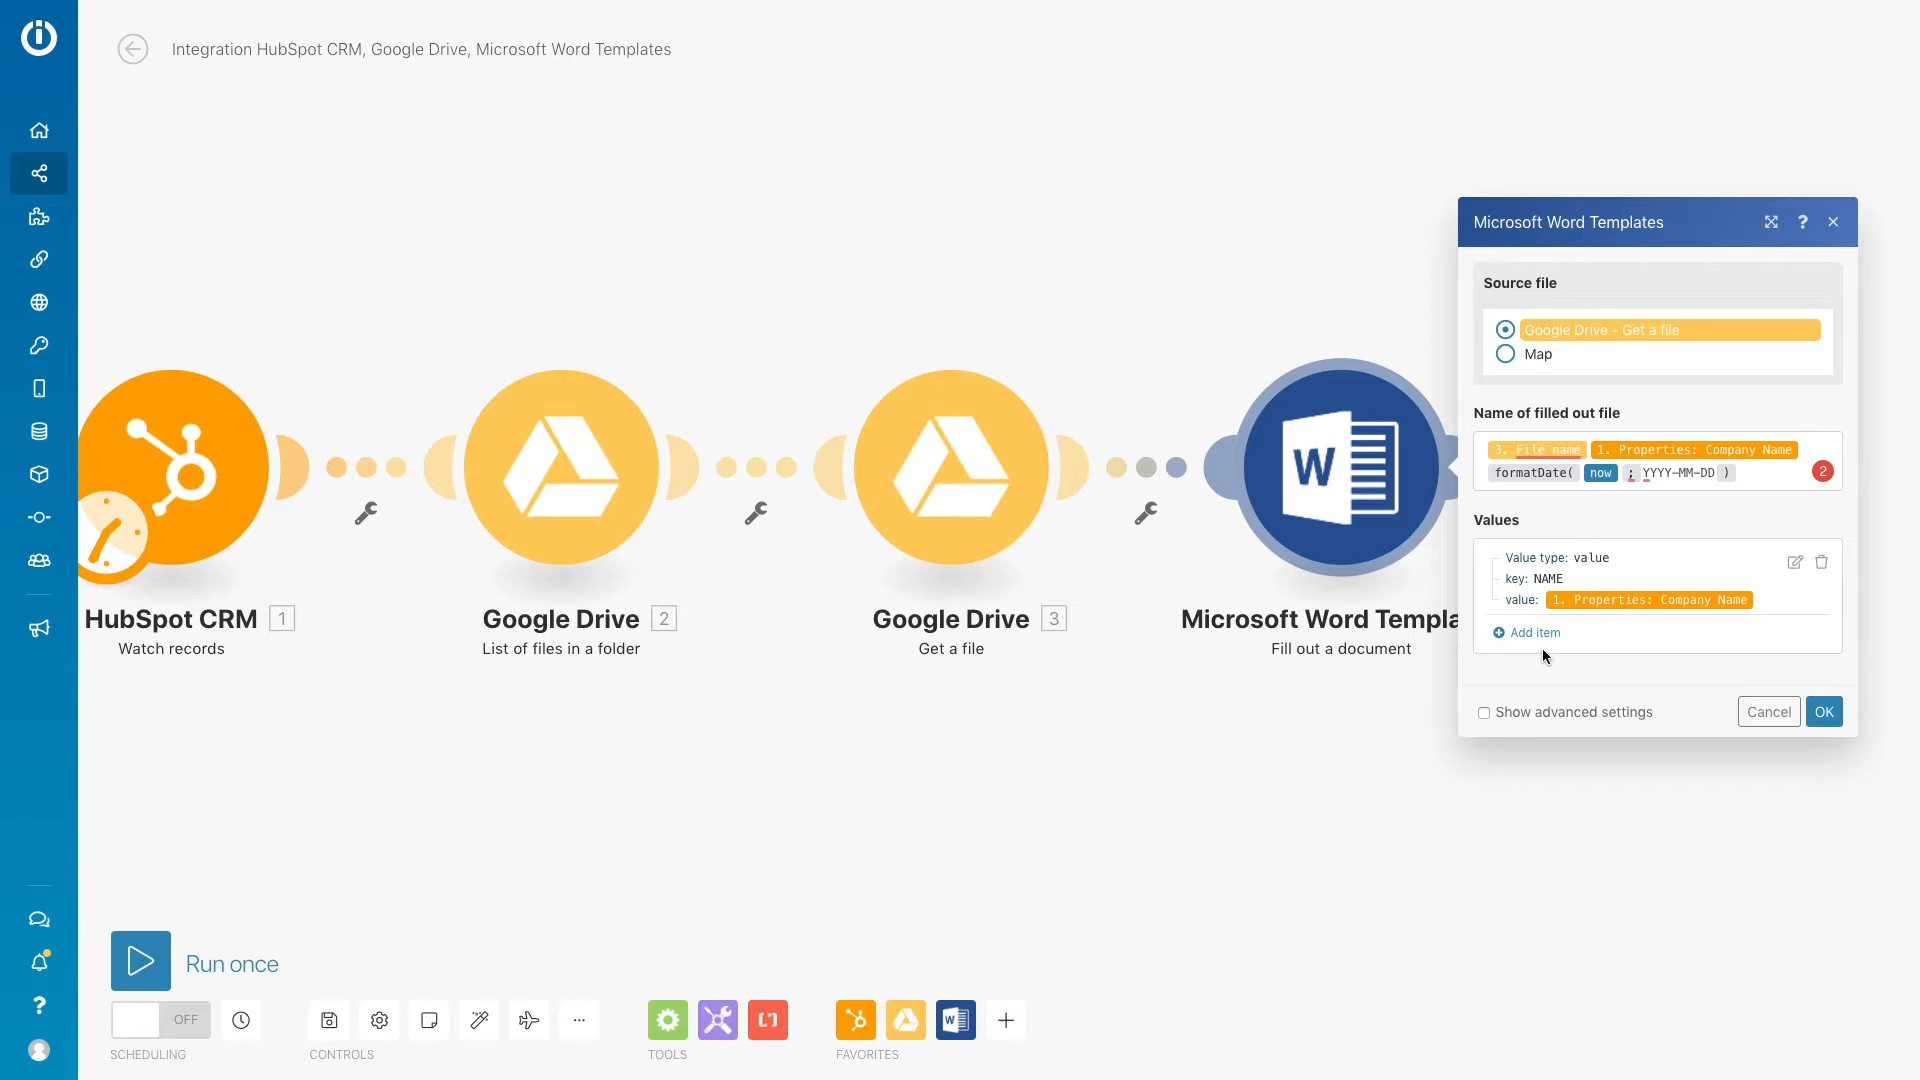 Integration HubSpot CRM, Google Drive, Microsoft Word Templates
Microsoft Word Templates ?
Source file
Google Drive - Get a file
Map
Name of filled out file
3. File name 1. Properties: Company Name
formatDate( now ; YYYY-MM-DD )
2
Values
Value type: value
key: NAME
value: 1. Properties: Company Name
Add item
Show advanced settings
Cancel
OK
W
HubSpot CRM 1
Watch records
Google Drive 2
List of files in a folder
Google Drive 3
Get a file
Microsoft Word Templa
Fill out a document
Run once
OFF
SCHEDULING
CONTROLS
TOOLS
W
FAVORITES
?